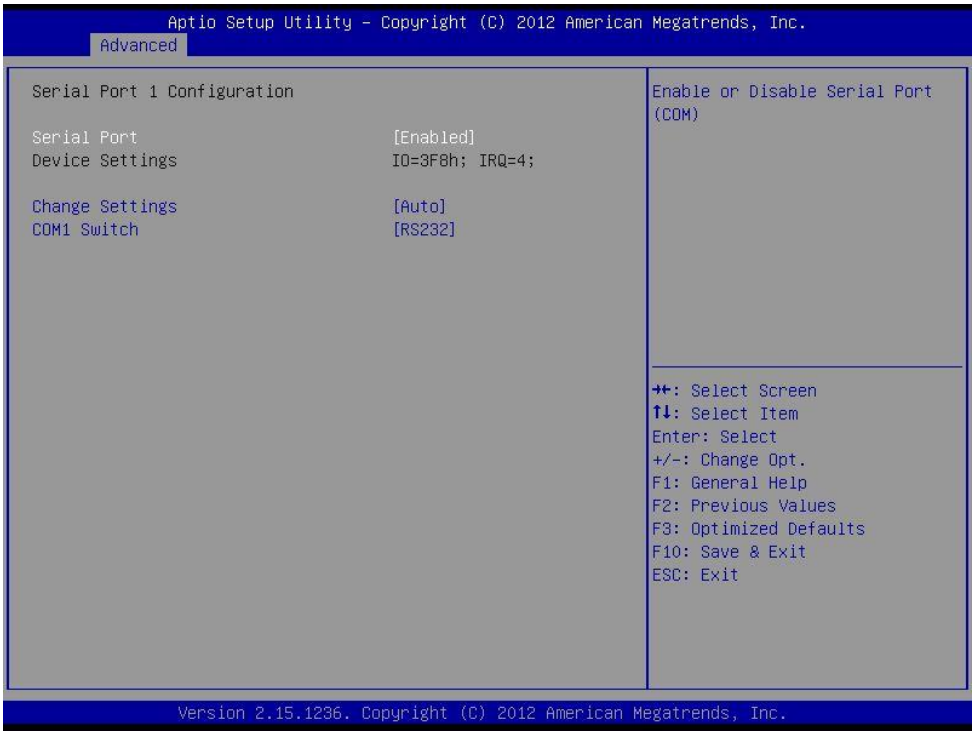 Aptio Setup Utility – Copyright (C) 2012 American Megatrends, Inc.
Advanced
Serial Port 1 Configuration
Serial Port [Enabled]
Device Settings IO=3F8h; IRQ=4;
Change Settings [Auto]
COM1 Switch [RS232]
Enable or Disable Serial Port
(COM)
→←: Select Screen
↑↓: Select Item
Enter: Select
+/-: Change Opt.
F1: General Help
F2: Previous Values
F3: Optimized Defaults
F10: Save & Exit
ESC: Exit
Version 2.15.1236. Copyright (C) 2012 American Megatrends, Inc.